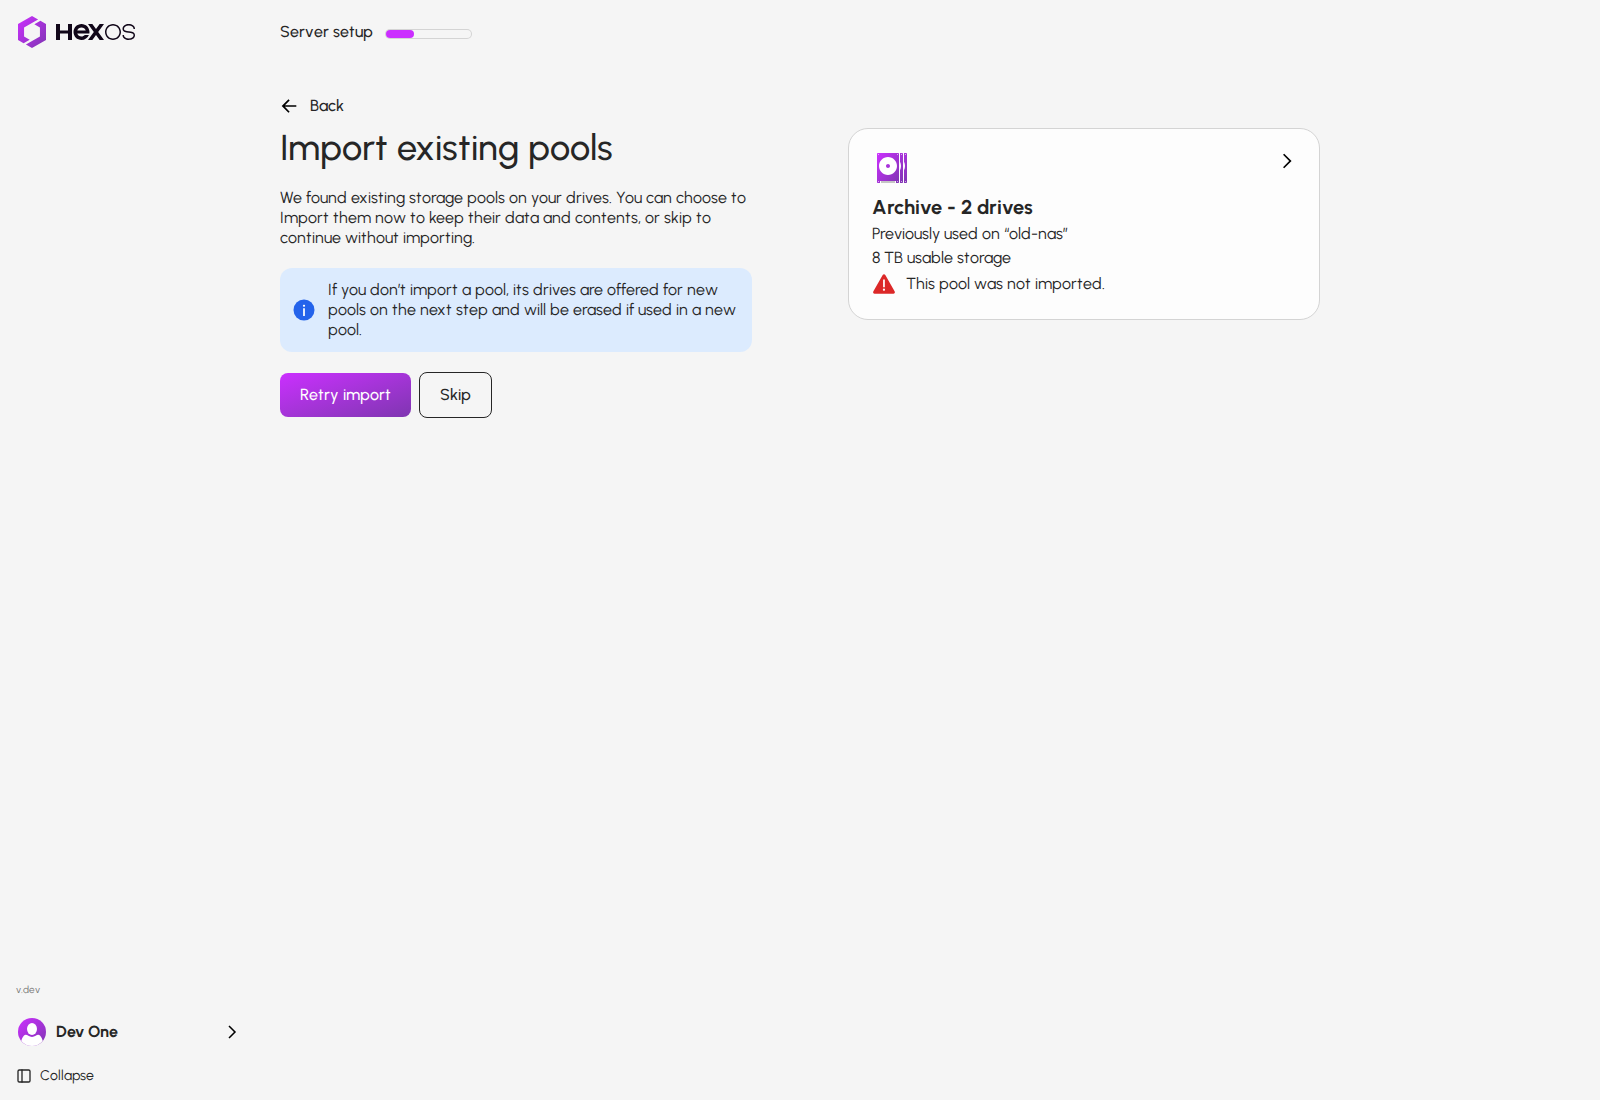 HexOS
Server setup
Back
Import existing pools
We found existing storage pools on your drives. You can choose to
Import them now to keep their data and contents, or skip to
continue without importing.
If you don’t import a pool, its drives are offered for new
pools on the next step and will be erased if used in a new
pool.
Retry import
Skip
Archive - 2 drives
Previously used on “old-nas”
8 TB usable storage
This pool was not imported.
v.dev
Dev One
Collapse